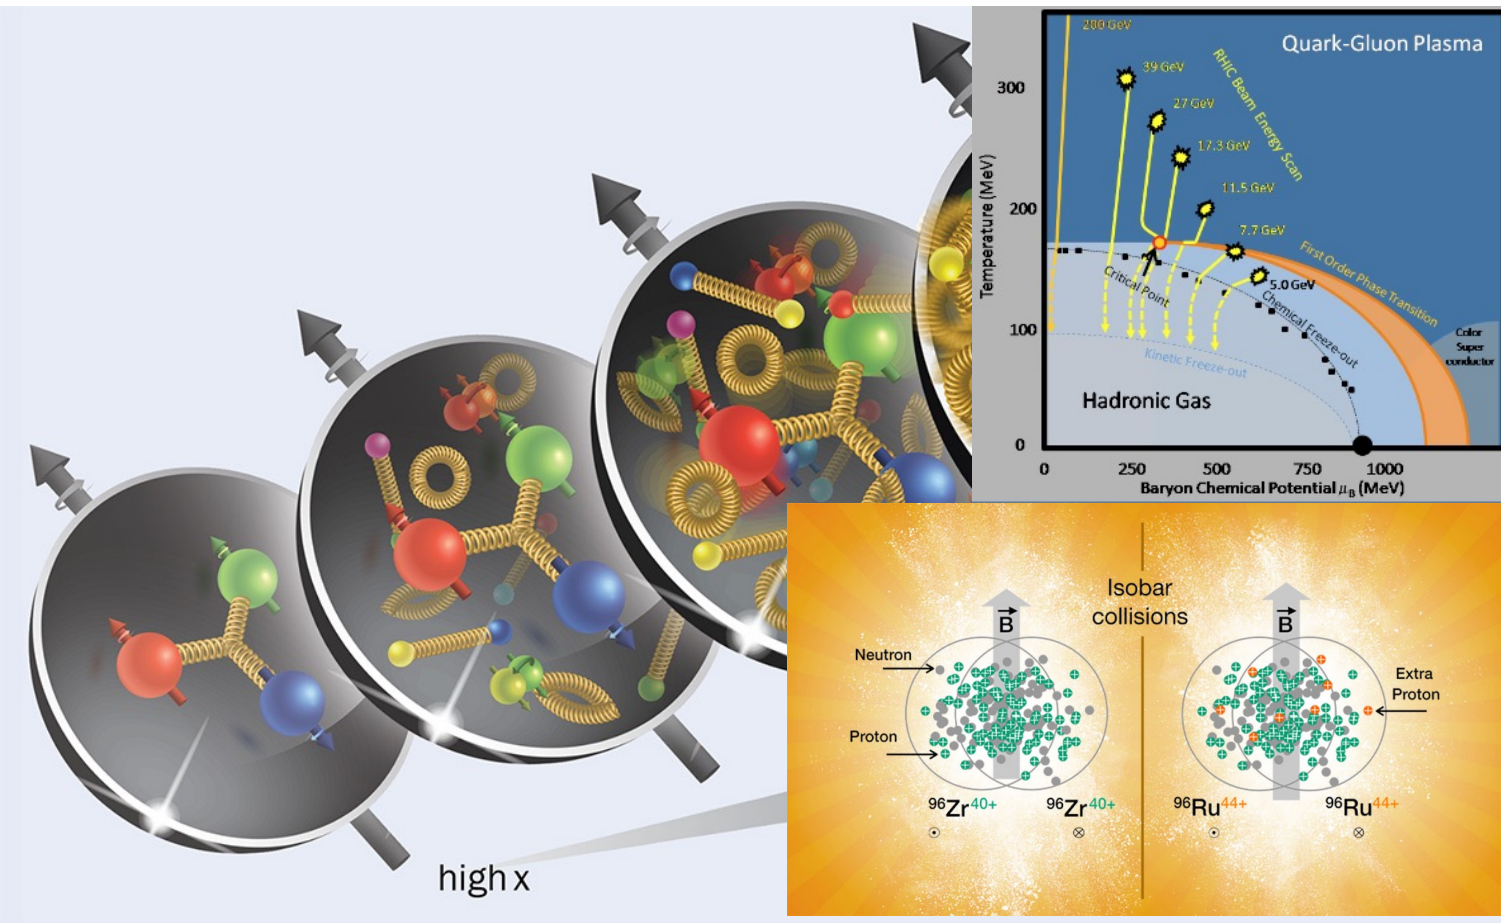 high x
200 GeV
39 GeV
27 GeV
17.3 GeV
11.5 GeV
7.7 GeV
5.0 GeV
RHIC Beam Energy Scan
Quark-Gluon Plasma
Temperature (MeV)
300
200
100
0
Critical Point
First Order Phase Transition
Chemical Freeze-out
Kinetic Freeze-out
Hadronic Gas
Color
Super
conductor
0 250 500 750 1000
Baryon Chemical Potential μB (MeV)
Isobar
collisions
B
B
Neutron
Proton
Extra
Proton
96Zr40+ 96Zr40+
96Ru44+ 96Ru44+